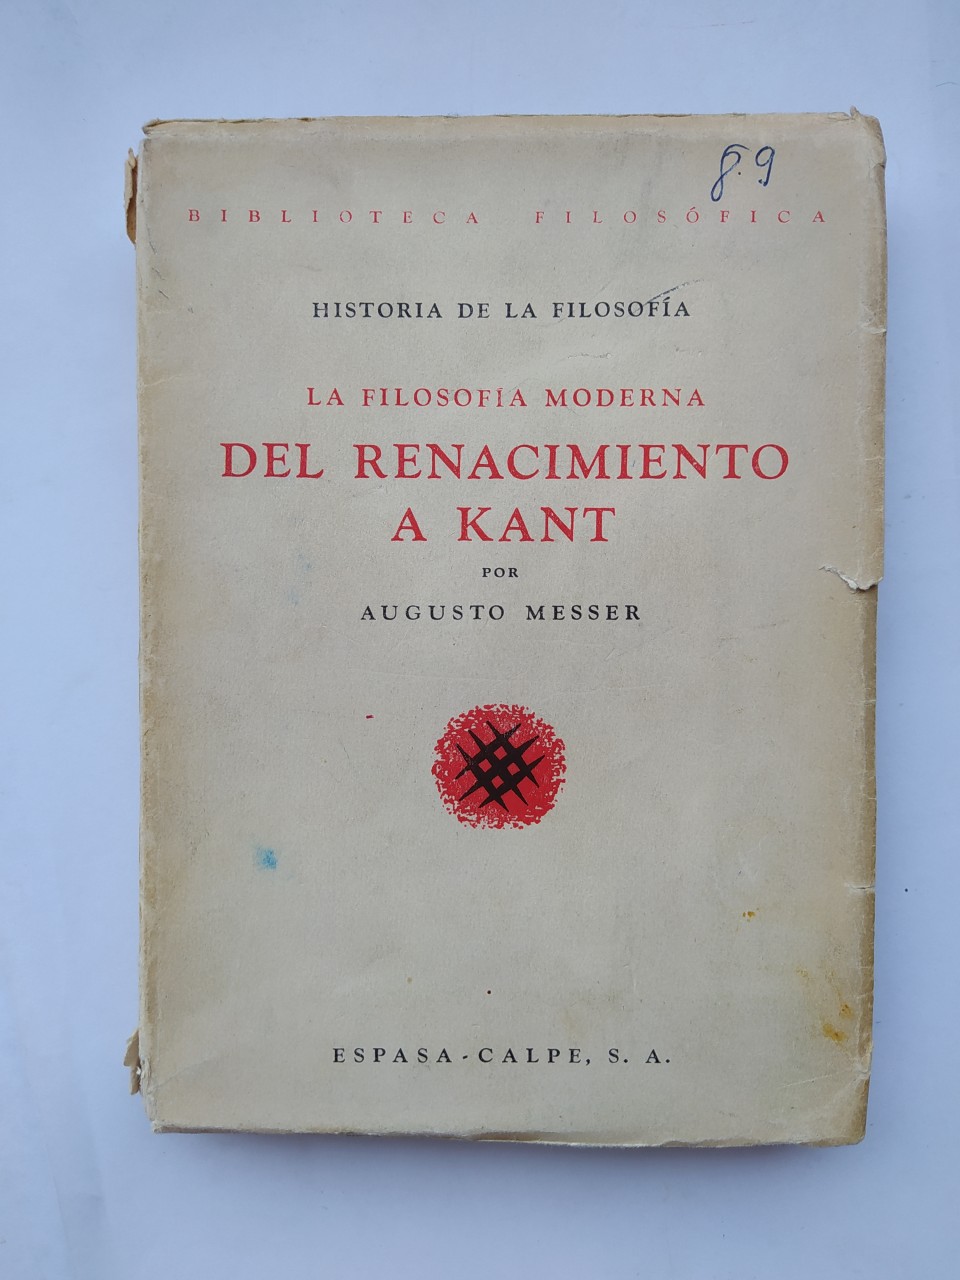 8.9
BIBLIOTECA FILOSÓFICA
HISTORIA DE LA FILOSOFÍA
LA FILOSOFÍA MODERNA
DEL RENACIMIENTO
A KANT
POR
AUGUSTO MESSER
ESPASA-CALPE, S. A.